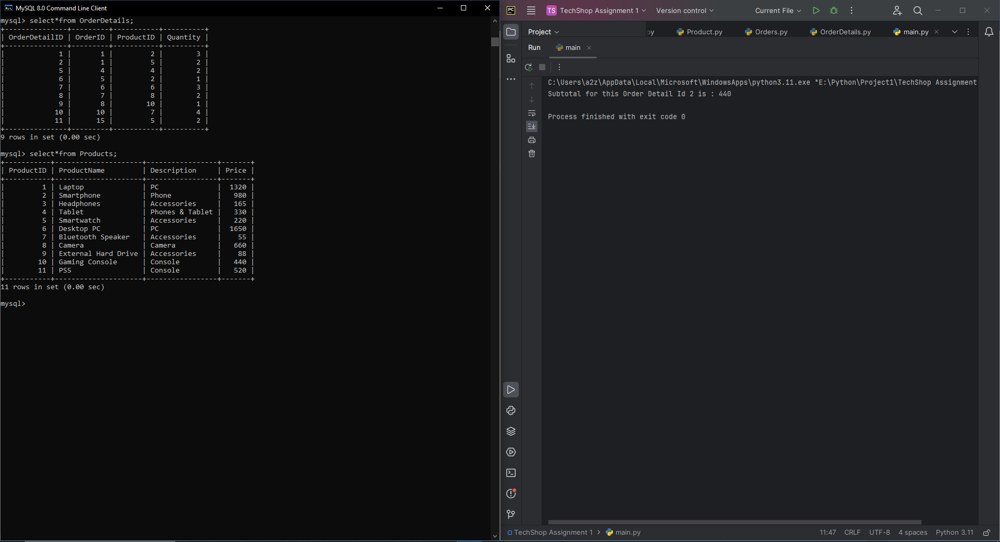 MySQL 8.0 Command Line Client
mysql> select*from OrderDetails;
+---------------+---------+-----------+----------+
| OrderDetailID | OrderID | ProductID | Quantity |
+---------------+---------+-----------+----------+
|             1 |       1 |         2 |        3 |
|             2 |       1 |         5 |        2 |
|             5 |       4 |         4 |        2 |
|             6 |       5 |         2 |        1 |
|             7 |       6 |         6 |        3 |
|             8 |       7 |         8 |        2 |
|             9 |       8 |        10 |        1 |
|            10 |      10 |         7 |        4 |
|            11 |      15 |         5 |        2 |
+---------------+---------+-----------+----------+
9 rows in set (0.00 sec)
mysql> select*from Products;
+-----------+---------------------+-----------------+-------+
| ProductID | ProductName         | Description     | Price |
+-----------+---------------------+-----------------+-------+
|         1 | Laptop              | PC              |  1320 |
|         2 | Smartphone          | Phone           |   980 |
|         3 | Headphones          | Accessories     |   165 |
|         4 | Tablet              | Phones & Tablet |   330 |
|         5 | Smartwatch          | Accessories     |   220 |
|         6 | Desktop PC          | PC              |  1650 |
|         7 | Bluetooth Speaker   | Accessories     |    55 |
|         8 | Camera              | Camera          |   660 |
|         9 | External Hard Drive | Accessories     |    88 |
|        10 | Gaming Console      | Console         |   440 |
|        11 | PS5                 | Console         |   520 |
+-----------+---------------------+-----------------+-------+
11 rows in set (0.00 sec)
mysql>
PC TS TechShop Assignment 1 Version control Current File
Project py Product.py Orders.py OrderDetails.py main.py
Run main
C:\Users\a2z\AppData\Local\Microsoft\WindowsApps\python3.11.exe "E:\Python\Project1\TechShop Assignment
Subtotal for this Order Detail Id 2 is : 440
Process finished with exit code 0
TechShop Assignment 1 > main.py 11:47 CRLF UTF-8 4 spaces Python 3.11